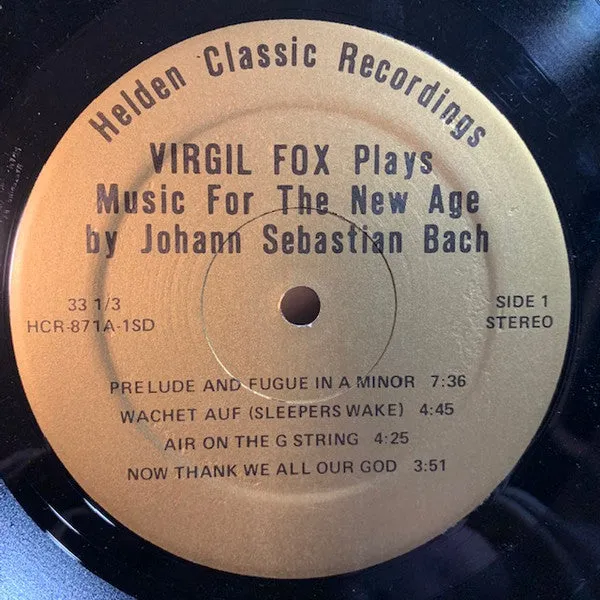 Helden Classic Recordings
VIRGIL FOX Plays
Music For The New Age
by Johann Sebastian Bach
33 1/3
HCR-871A-1SD
SIDE 1
STEREO
PRELUDE AND FUGUE IN A MINOR 7:36
WACHET AUF (SLEEPERS WAKE) 4:45
AIR ON THE G STRING 4:25
NOW THANK WE ALL OUR GOD 3:51